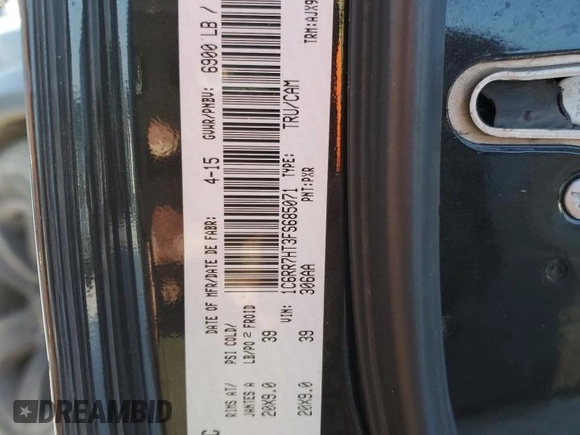 DATE OF MFR/DATE DE FABR: 4-15 GVWR/PNBV: 6900 LB /
RIMS AT/ PSI COLD/
JANTES A LB/PO 2 FROID
20X9.0 39
VIN: 1C6RR7HT3FS685071 TYPE: TRU/CAM
306AA PNT:PXR TRM:AJX9
20X9.0 39
DREAMBID